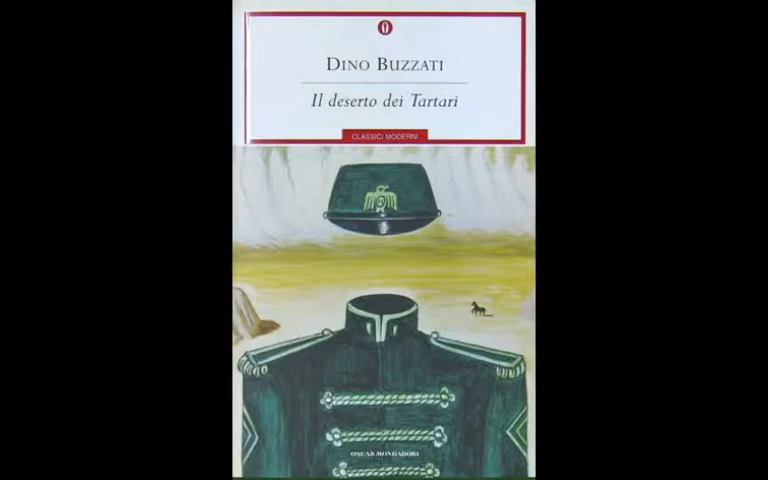 DINO BUZZATI
Il deserto dei Tartari
CLASSICI MODERNI
OSCAR MONDADORI